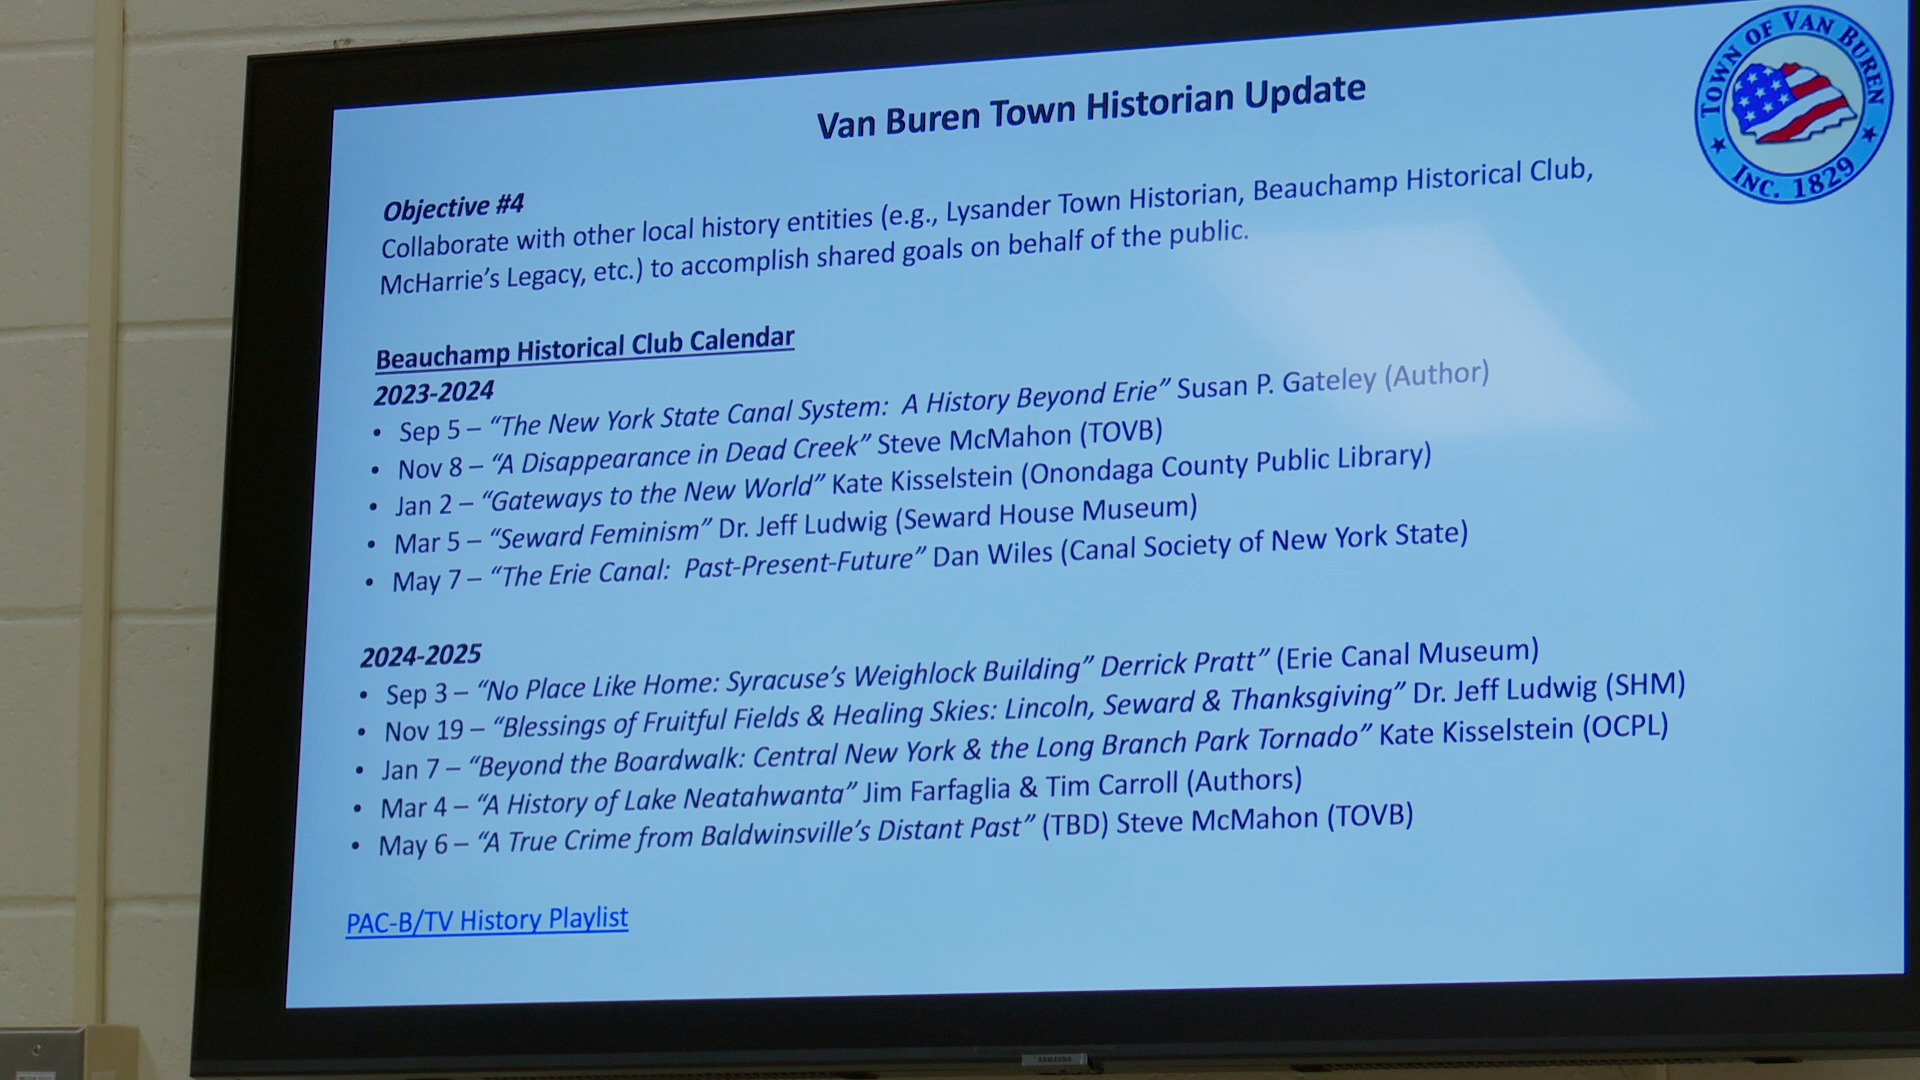 Van Buren Town Historian Update
TOWN OF VAN BUREN
INC. 1829
Objective #4
Collaborate with other local history entities (e.g., Lysander Town Historian, Beauchamp Historical Club,
McHarrie's Legacy, etc.) to accomplish shared goals on behalf of the public.
Beauchamp Historical Club Calendar
2023-2024
• Sep 5 – “The New York State Canal System:  A History Beyond Erie” Susan P. Gateley (Author)
• Nov 8 – “A Disappearance in Dead Creek” Steve McMahon (TOVB)
• Jan 2 – “Gateways to the New World” Kate Kisselstein (Onondaga County Public Library)
• Mar 5 – “Seward Feminism” Dr. Jeff Ludwig (Seward House Museum)
• May 7 – “The Erie Canal:  Past-Present-Future” Dan Wiles (Canal Society of New York State)
2024-2025
• Sep 3 – “No Place Like Home: Syracuse’s Weighlock Building” Derrick Pratt” (Erie Canal Museum)
• Nov 19 – “Blessings of Fruitful Fields & Healing Skies: Lincoln, Seward & Thanksgiving” Dr. Jeff Ludwig (SHM)
• Jan 7 – “Beyond the Boardwalk: Central New York & the Long Branch Park Tornado” Kate Kisselstein (OCPL)
• Mar 4 – “A History of Lake Neatahwanta” Jim Farfaglia & Tim Carroll (Authors)
• May 6 – “A True Crime from Baldwinsville’s Distant Past” (TBD) Steve McMahon (TOVB)
PAC-B/TV History Playlist
SAMSUNG